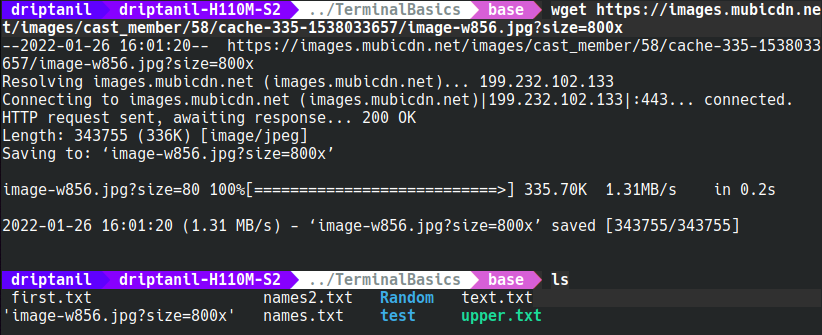 driptanil driptanil-H110M-S2 ../TerminalBasics base wget https://images.mubicdn.ne
t/images/cast_member/58/cache-335-1538033657/image-w856.jpg?size=800x
--2022-01-26 16:01:20--  https://images.mubicdn.net/images/cast_member/58/cache-335-1538033
657/image-w856.jpg?size=800x
Resolving images.mubicdn.net (images.mubicdn.net)... 199.232.102.133
Connecting to images.mubicdn.net (images.mubicdn.net)|199.232.102.133|:443... connected.
HTTP request sent, awaiting response... 200 OK
Length: 343755 (336K) [image/jpeg]
Saving to: ‘image-w856.jpg?size=800x’
image-w856.jpg?size=80 100%[===========================>] 335.70K  1.31MB/s    in 0.2s
2022-01-26 16:01:20 (1.31 MB/s) - ‘image-w856.jpg?size=800x’ saved [343755/343755]
driptanil driptanil-H110M-S2 ../TerminalBasics base ls
first.txt names2.txt Random text.txt
'image-w856.jpg?size=800x' names.txt test upper.txt